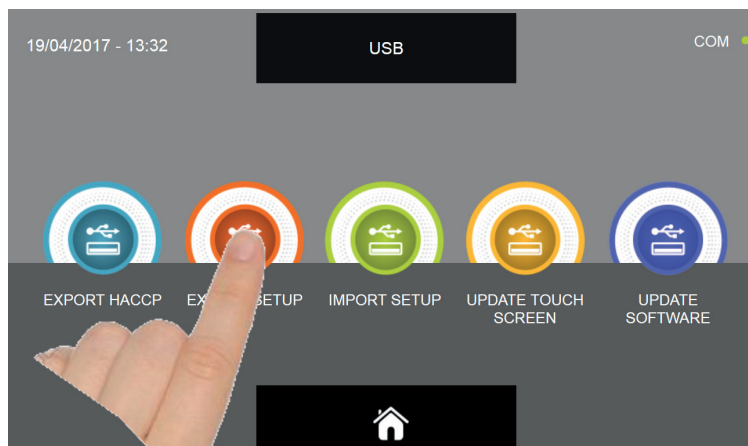 19/04/2017 - 13:32
USB
COM
EXPORT HACCP
SETUP
IMPORT SETUP
UPDATE TOUCH
SCREEN
UPDATE
SOFTWARE